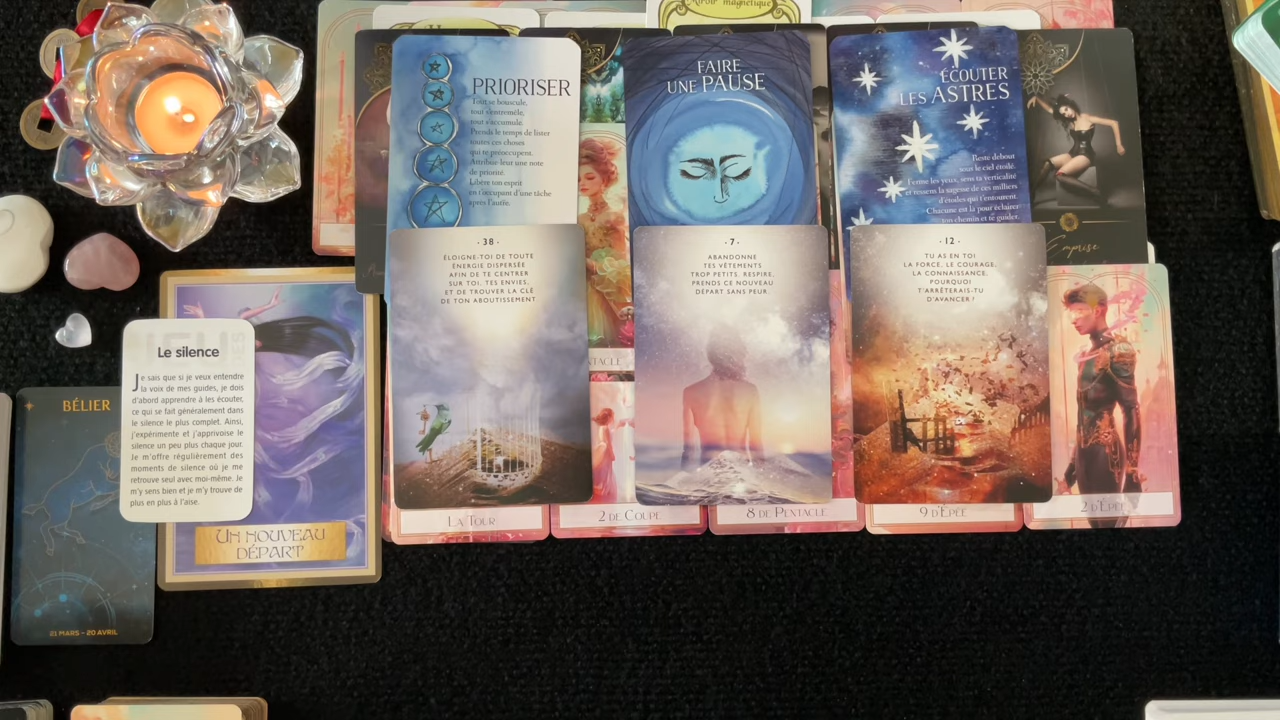 Miroir magnétique
PRIORISER
Tout se bouscule,
tout s'entremêle,
tout s'accumule.
Prends le temps de lister
toutes ces choses
qui te préoccupent.
Attribue-leur une note
de priorité.
Libère ton esprit
en t'occupant d'une tâche
après l'autre.
FAIRE
UNE PAUSE
ÉCOUTER
LES ASTRES
Reste debout
sous le ciel étoilé.
Ferme les yeux, sens ta verticalité
et ressens la sagesse de ces milliers
d'étoiles qui t'entourent.
Chacune est là pour éclairer
ton chemin et te guider.
Emprise
· 38 ·
ÉLOIGNE-TOI DE TOUTE
ÉNERGIE DISPERSÉE
AFIN DE TE CENTRER
SUR TOI, TES ENVIES,
ET DE TROUVER LA CLÉ
DE TON ABOUTISSEMENT
· 7 ·
ABANDONNE
TES VÊTEMENTS
TROP PETITS. RESPIRE,
PRENDS CE NOUVEAU
DÉPART SANS PEUR.
· 12 ·
TU AS EN TOI
LA FORCE, LE COURAGE,
LA CONNAISSANCE,
POURQUOI
T'ARRÊTERAIS-TU
D'AVANCER ?
TACLE
LA TOUR
2 DE COUPE
8 DE PENTACLE
9 D'ÉPÉE
2 D'ÉPÉE
BÉLIER
21 MARS - 20 AVRIL
Le silence
Je sais que si je veux entendre
la voix de mes guides, je dois
d'abord apprendre à les écouter,
ce qui se fait généralement dans
le silence le plus complet. Ainsi,
j'expérimente et j'apprivoise le
silence un peu plus chaque jour.
Je m'offre régulièrement des
moments de silence où je me
retrouve seul avec moi-même. Je
m'y sens bien et je m'y trouve de
plus en plus à l'aise.
UN NOUVEAU
DÉPART